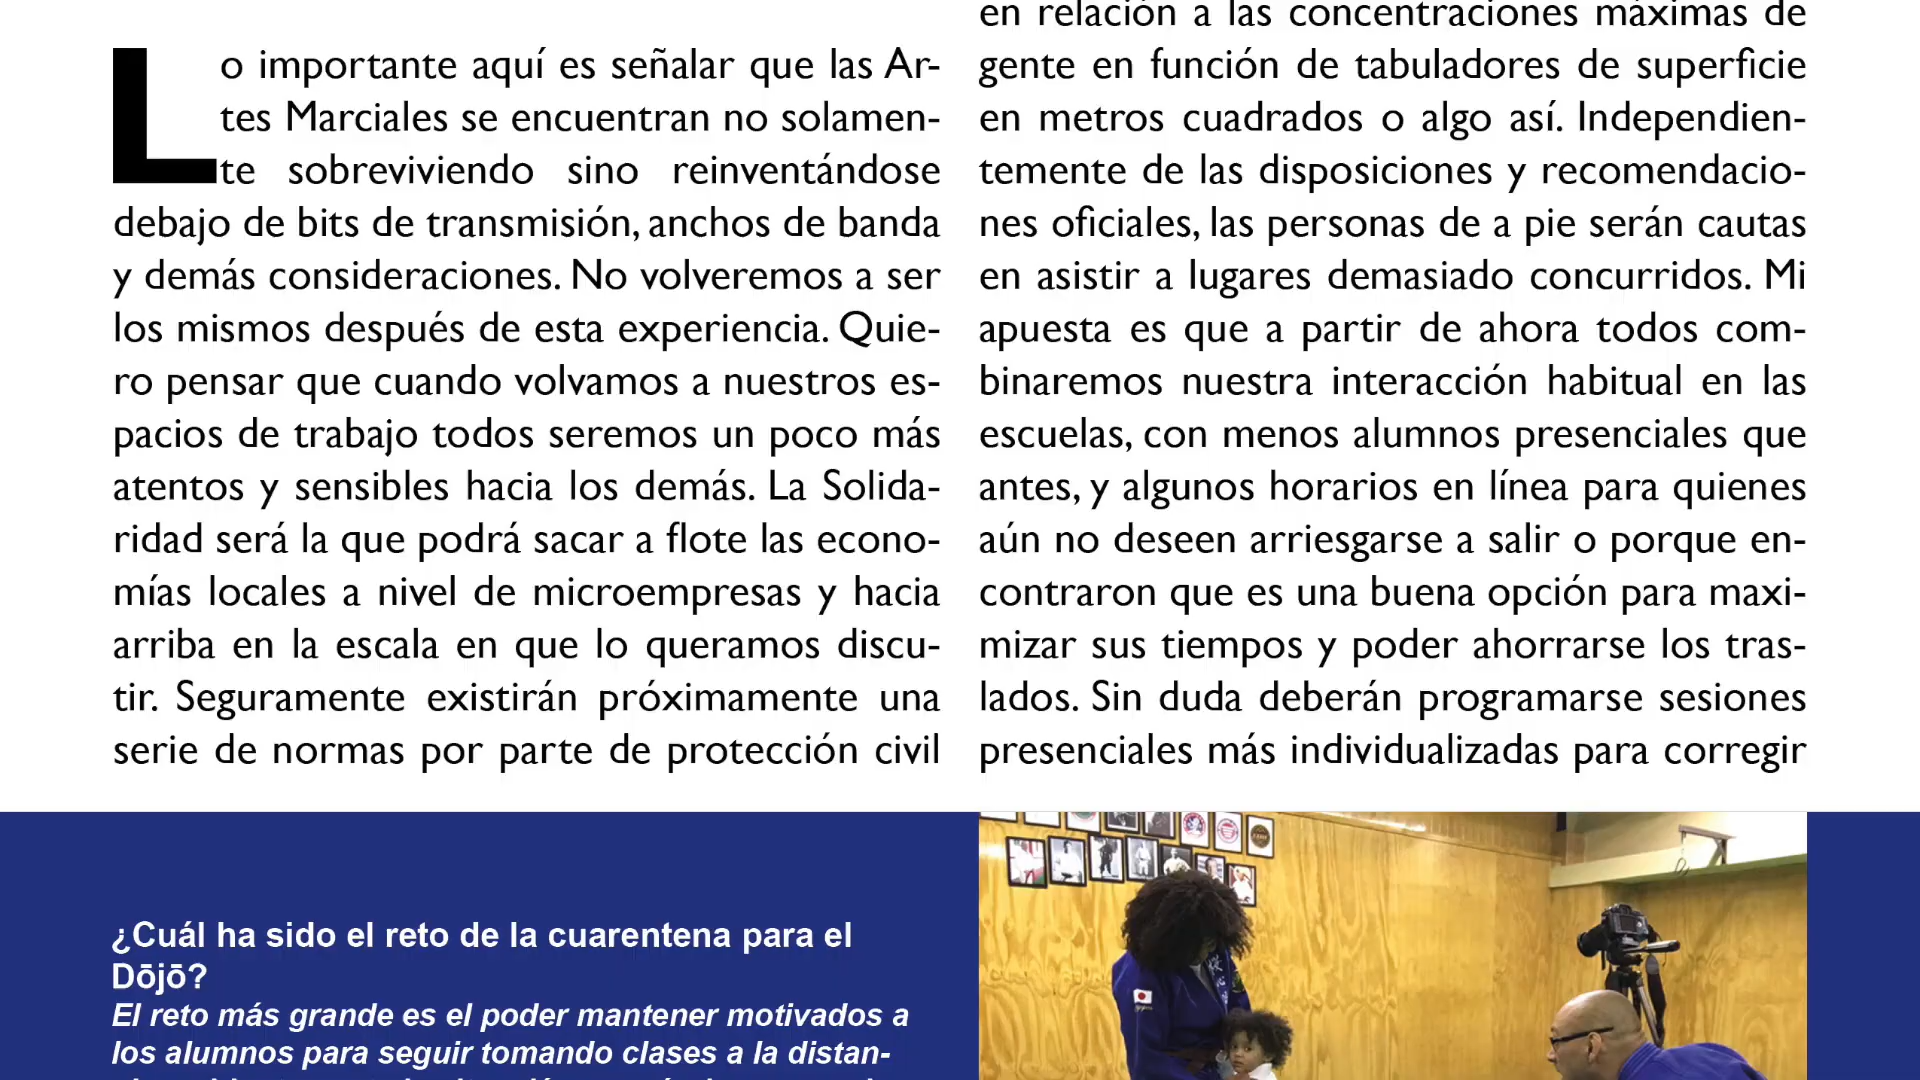 Lo importante aquí es señalar que las Ar-
tes Marciales se encuentran no solamen-
te sobreviviendo sino reinventándose
debajo de bits de transmisión, anchos de banda
y demás consideraciones. No volveremos a ser
los mismos después de esta experiencia. Quie-
ro pensar que cuando volvamos a nuestros es-
pacios de trabajo todos seremos un poco más
atentos y sensibles hacia los demás. La Solida-
ridad será la que podrá sacar a flote las econo-
mías locales a nivel de microempresas y hacia
arriba en la escala en que lo queramos discu-
tir. Seguramente existirán próximamente una
serie de normas por parte de protección civil
en relación a las concentraciones máximas de
gente en función de tabuladores de superficie
en metros cuadrados o algo así. Independien-
temente de las disposiciones y recomendacio-
nes oficiales, las personas de a pie serán cautas
en asistir a lugares demasiado concurridos. Mi
apuesta es que a partir de ahora todos com-
binaremos nuestra interacción habitual en las
escuelas, con menos alumnos presenciales que
antes, y algunos horarios en línea para quienes
aún no deseen arriesgarse a salir o porque en-
contraron que es una buena opción para maxi-
mizar sus tiempos y poder ahorrarse los tras-
lados. Sin duda deberán programarse sesiones
presenciales más individualizadas para corregir
¿Cuál ha sido el reto de la cuarentena para el
Dōjō?
El reto más grande es el poder mantener motivados a
los alumnos para seguir tomando clases a la distan-